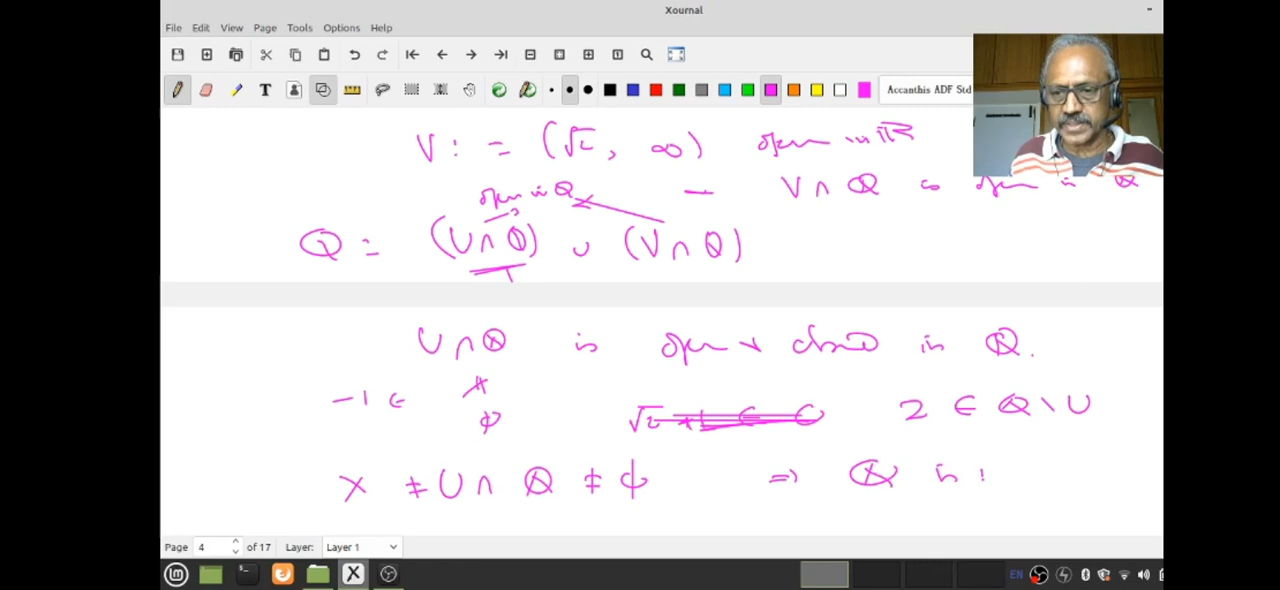 Xournal
File Edit View Page Tools Options Help
Accanthis ADF Std
V : = (√2, ∞) open in ℝ
open in ℚ — V ∩ ℚ is open in ℚ
ℚ = (U ∩ ℚ) ∪ (V ∩ ℚ)
U ∩ ℚ is open & closed in ℚ.
-1 ∈ ≠ 2 ∈ ℚ \ U
φ
X ≠ U ∩ ℚ ≠ φ ⇒ ℚ is
Page 4 of 17 Layer: Layer 1
EN